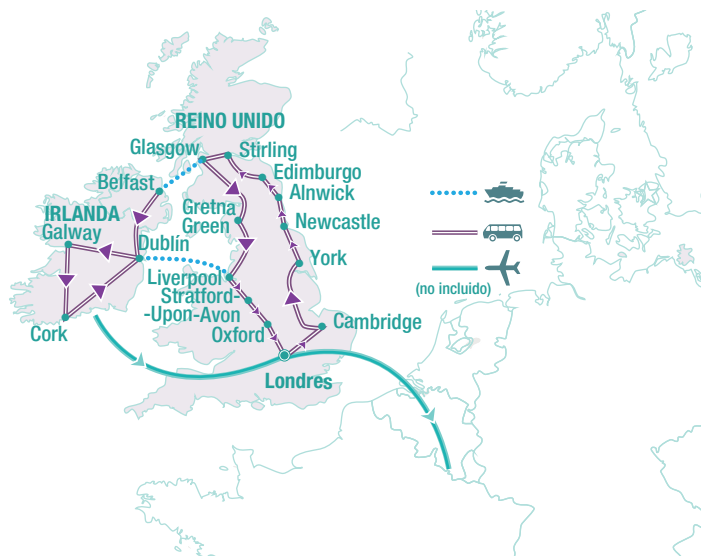 REINO UNIDO
Glasgow
Stirling
Edimburgo
Belfast
Alnwick
Gretna
Green
IRLANDA
Newcastle
Galway
Dublín
York
Liverpool
Stratford-
-Upon-Avon
Cork
Oxford
Cambridge
Londres
(no incluido)